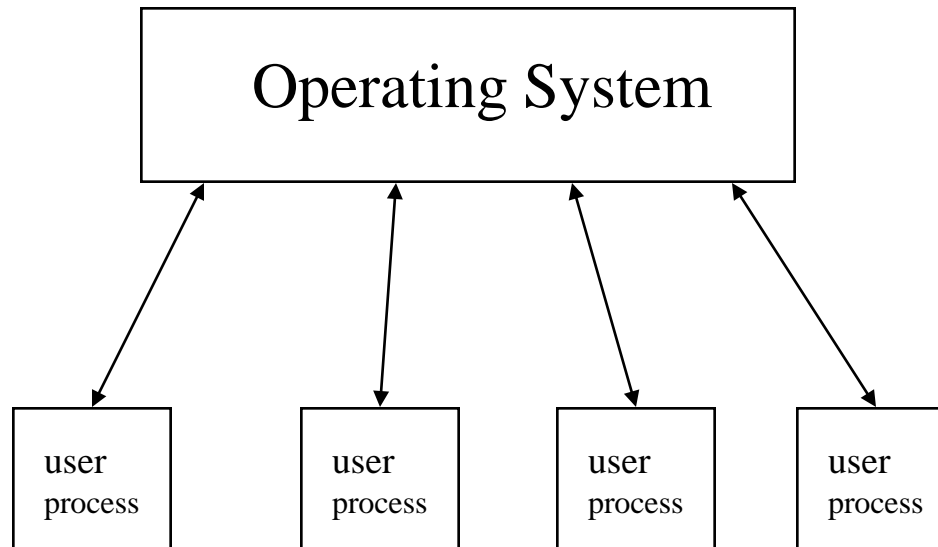 Operating System
user
process
user
process
user
process
user
process